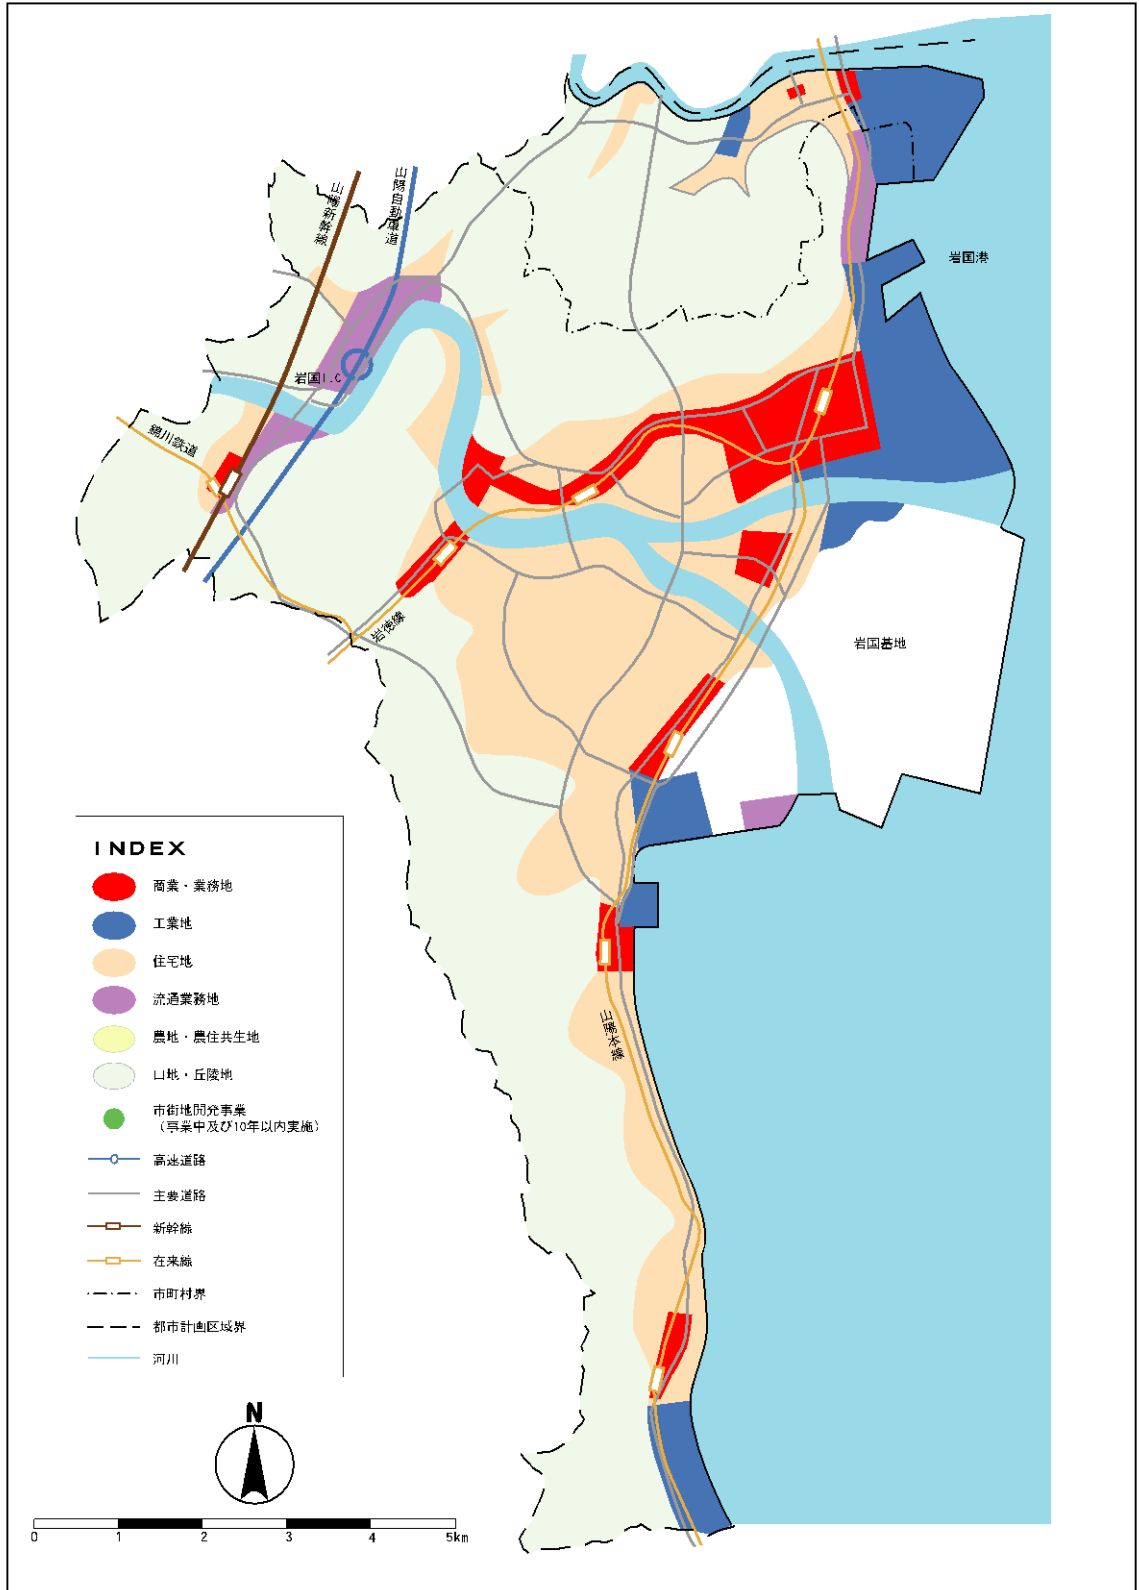 山陽新幹線
山陽自動車道
岩国港
岩国I.C
錦川鉄道
岩徳線
岩国基地
山陽本線
INDEX
商業・業務地
工業地
住宅地
流通業務地
農地・農住共生地
山地・丘陵地
市街地開発事業
(事業中及び10年以内実施)
高速道路
主要道路
新幹線
在来線
市町村界
都市計画区域界
河川
N
0 1 2 3 4 5km